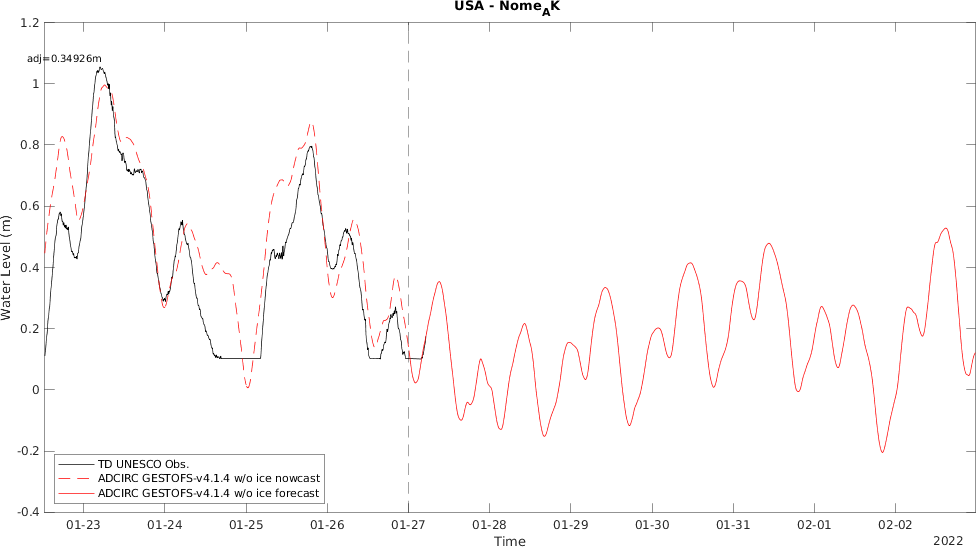 USA - Nome_AK
adj=0.34926m
1.2
1
0.8
0.6
0.4
0.2
0
-0.2
-0.4
Water Level (m)
TD UNESCO Obs.
ADCIRC GESTOFS-v4.1.4 w/o ice nowcast
ADCIRC GESTOFS-v4.1.4 w/o ice forecast
01-23 01-24 01-25 01-26 01-27 01-28 01-29 01-30 01-31 02-01 02-02
Time
2022